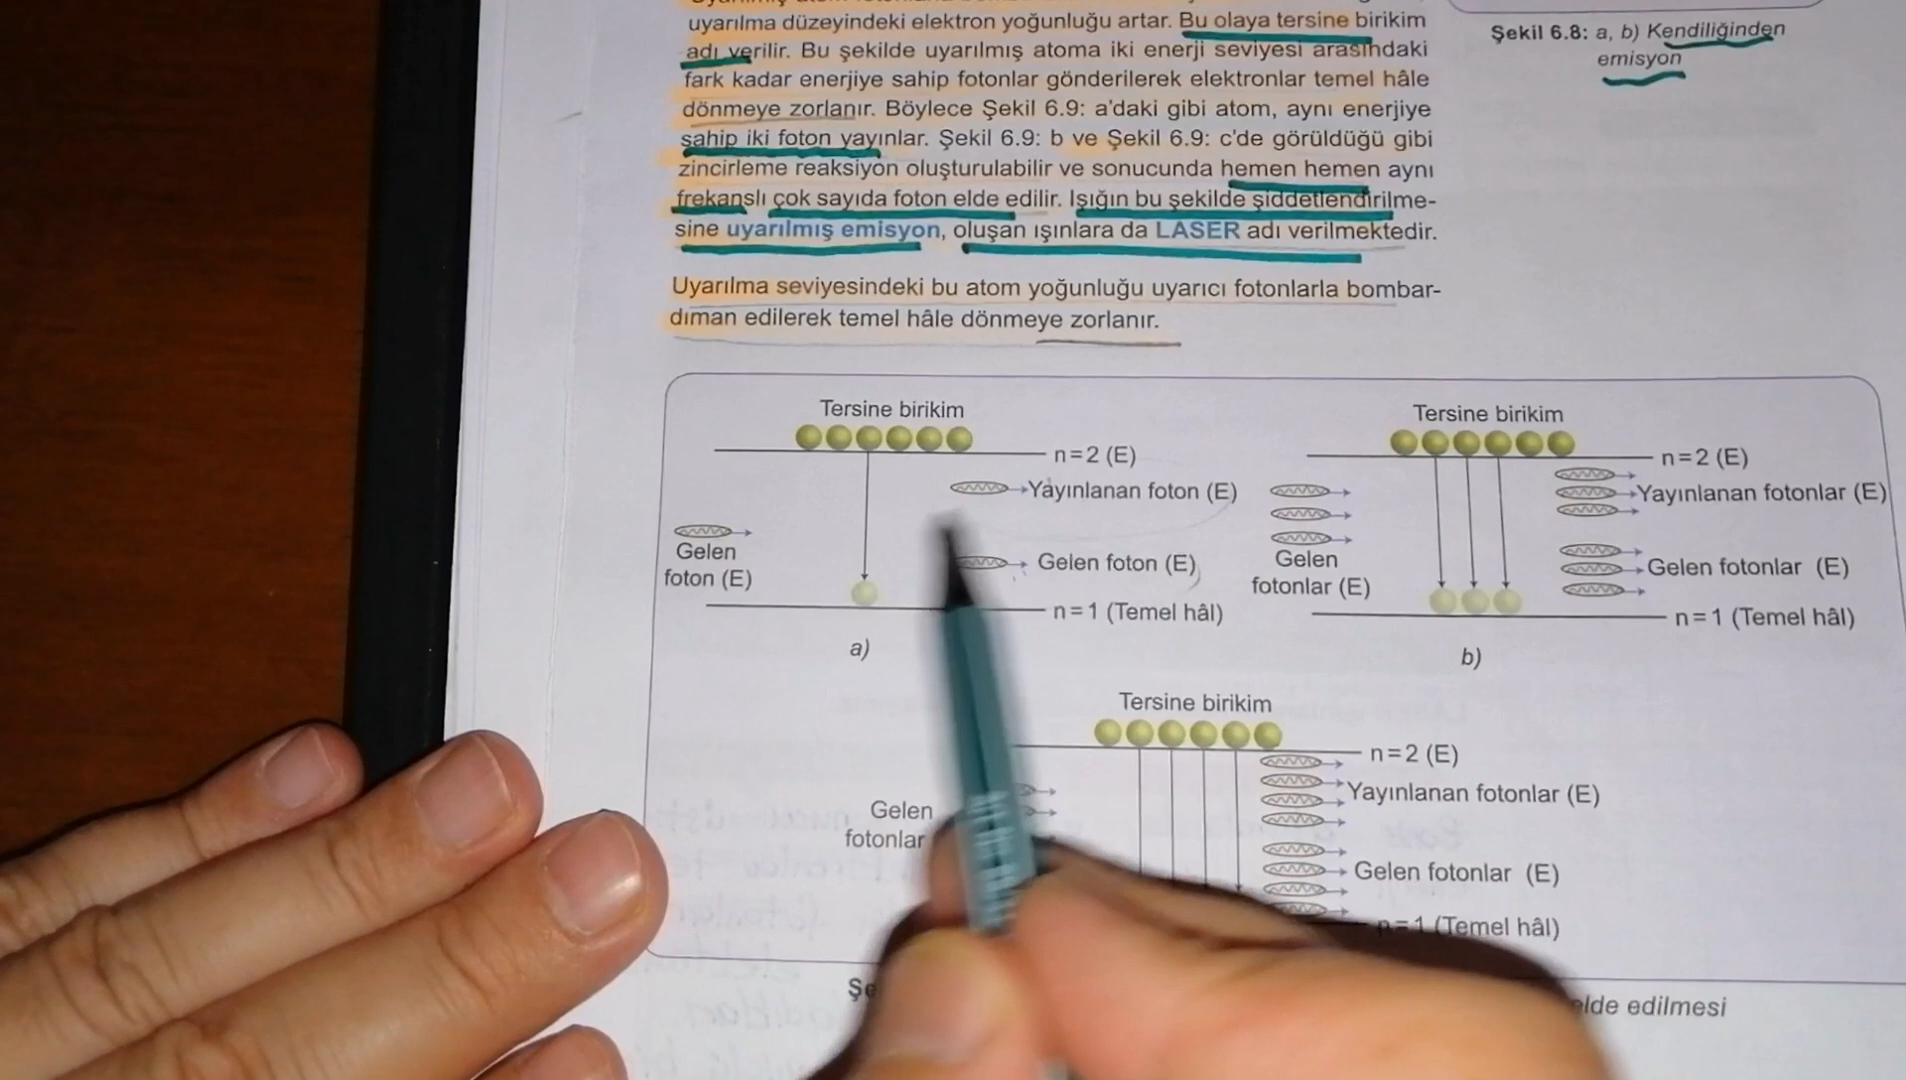 uyarılma düzeyindeki elektron yoğunluğu artar. Bu olaya tersine birikim
adı verilir. Bu şekilde uyarılmış atoma iki enerji seviyesi arasındaki
fark kadar enerjiye sahip fotonlar gönderilerek elektronlar temel hâle
dönmeye zorlanır. Böylece Şekil 6.9: a'daki gibi atom, aynı enerjiye
sahip iki foton yayınlar. Şekil 6.9: b ve Şekil 6.9: c'de görüldüğü gibi
zincirleme reaksiyon oluşturulabilir ve sonucunda hemen hemen aynı
frekanslı çok sayıda foton elde edilir. Işığın bu şekilde şiddetlendirilme-
sine uyarılmış emisyon, oluşan ışınlara da LASER adı verilmektedir.
Uyarılma seviyesindeki bu atom yoğunluğu uyarıcı fotonlarla bombar-
dıman edilerek temel hâle dönmeye zorlanır.
Şekil 6.8: a, b) Kendiliğinden
emisyon
Tersine birikim
n=2 (E)
Yayınlanan foton (E)
Gelen
foton (E)
Gelen foton (E)
n=1 (Temel hâl)
a)
Tersine birikim
n=2 (E)
Yayınlanan fotonlar (E)
Gelen
fotonlar (E)
Gelen fotonlar (E)
n=1 (Temel hâl)
b)
Tersine birikim
n=2 (E)
Yayınlanan fotonlar (E)
Gelen
fotonlar
Gelen fotonlar (E)
n=1 (Temel hâl)
elde edilmesi